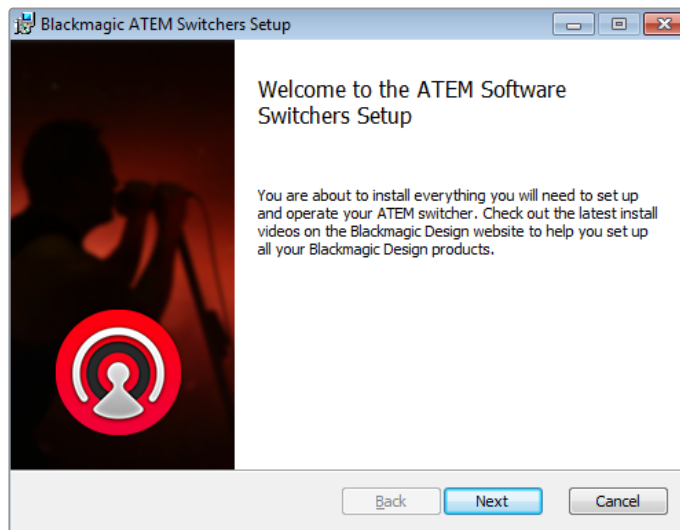 Blackmagic ATEM Switchers Setup
Welcome to the ATEM Software
Switchers Setup
You are about to install everything you will need to set up
and operate your ATEM switcher. Check out the latest install
videos on the Blackmagic Design website to help you set up
all your Blackmagic Design products.
Back Next Cancel